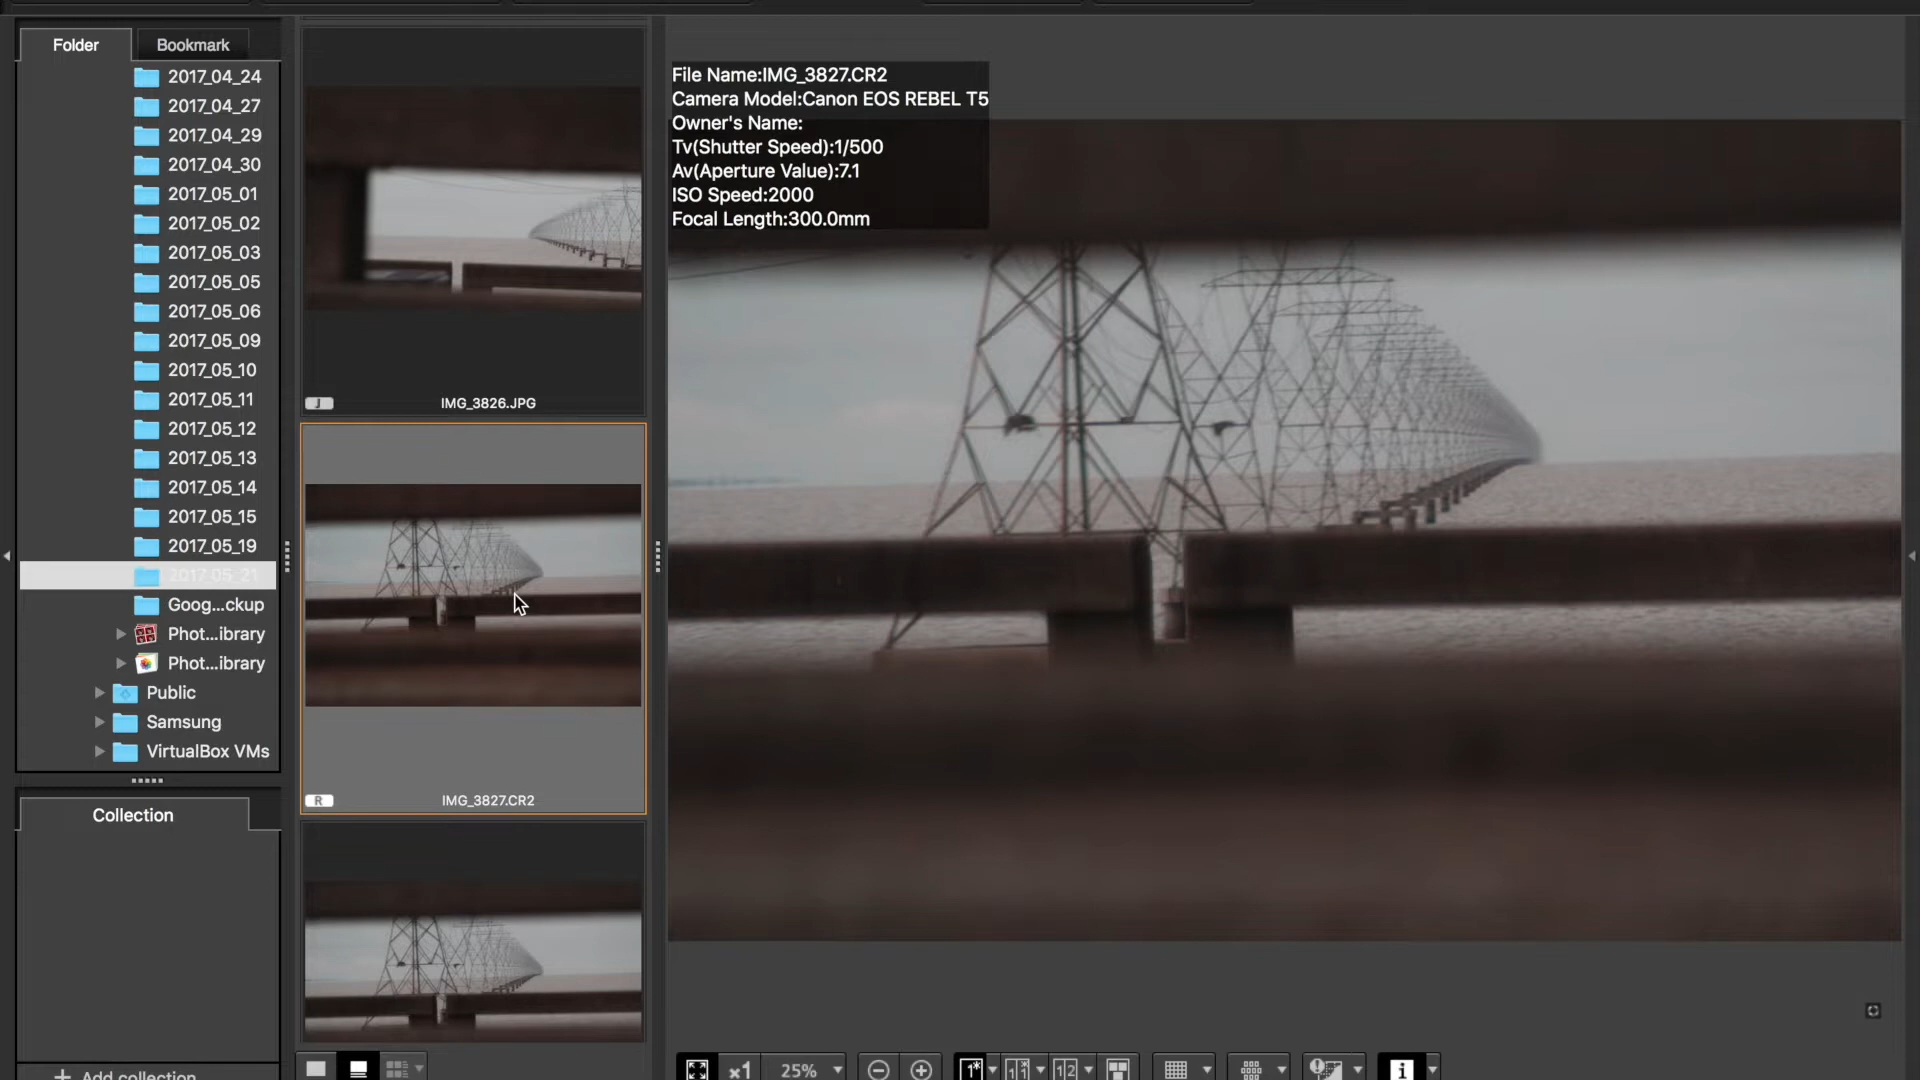 Folder
Bookmark
2017_04_24
2017_04_27
2017_04_29
2017_04_30
2017_05_01
2017_05_02
2017_05_03
2017_05_05
2017_05_06
2017_05_09
2017_05_10
2017_05_11
2017_05_12
2017_05_13
2017_05_14
2017_05_15
2017_05_19
2017_05_21
Goog...ckup
Phot...ibrary
Phot...ibrary
Public
Samsung
VirtualBox VMs
Collection
Add collection
J
IMG_3826.JPG
R
IMG_3827.CR2
File Name:IMG_3827.CR2
Camera Model:Canon EOS REBEL T5
Owner's Name:
Tv(Shutter Speed):1/500
Av(Aperture Value):7.1
ISO Speed:2000
Focal Length:300.0mm
x1
25%